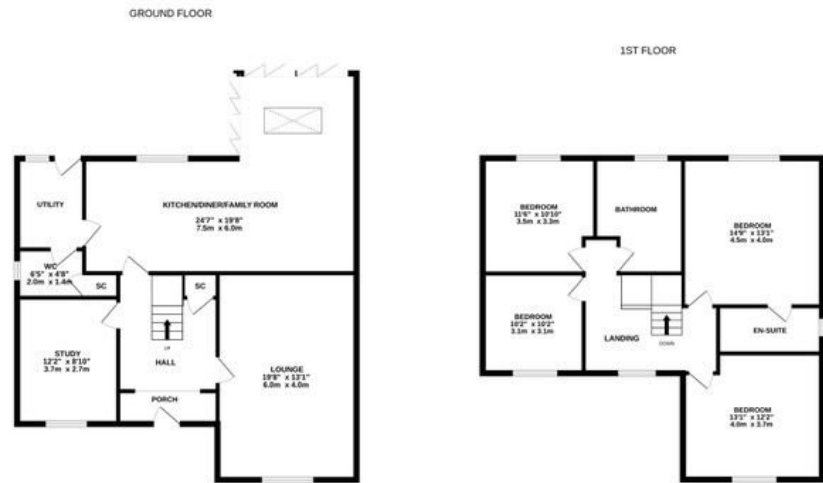 GROUND FLOOR
UTILITY
KITCHEN/DINER/FAMILY ROOM
24'7" x 19'8"
7.5m x 6.0m
WC
6'5" x 4'8"
2.0m x 1.4m
SC
SC
STUDY
12'2" x 8'10"
3.7m x 2.7m
UP
HALL
PORCH
LOUNGE
19'8" x 13'1"
6.0m x 4.0m
1ST FLOOR
BEDROOM
11'6" x 10'10"
3.5m x 3.3m
BATHROOM
BEDROOM
14'9" x 13'1"
4.5m x 4.0m
BEDROOM
10'2" x 10'2"
3.1m x 3.1m
LANDING
DOWN
EN-SUITE
BEDROOM
13'1" x 12'2"
4.0m x 3.7m